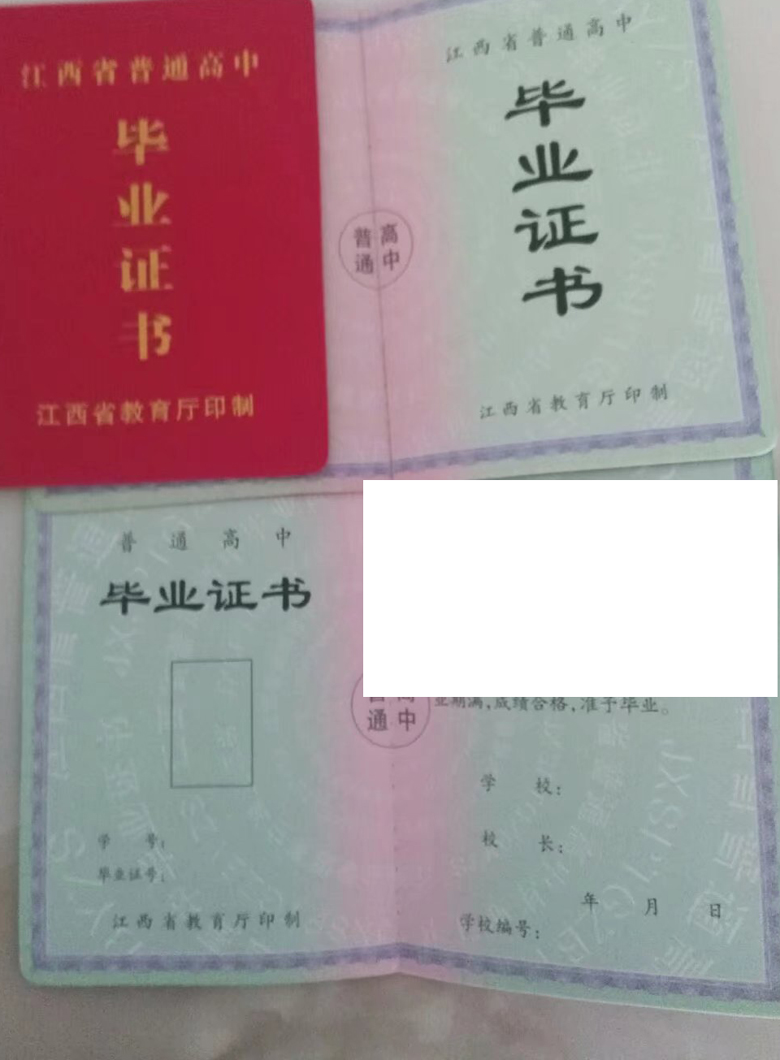 江西省普通高中
毕业证书
江西省教育厅印制
江西省普通高中
毕业证书
江西省教育厅印制
普通高中
普通高中
毕业证书
学号:
毕业证号:
江西省教育厅印制
普通高中
业期满,成绩合格,准予毕业。
学校:
校长:
年 月 日
学校编号: